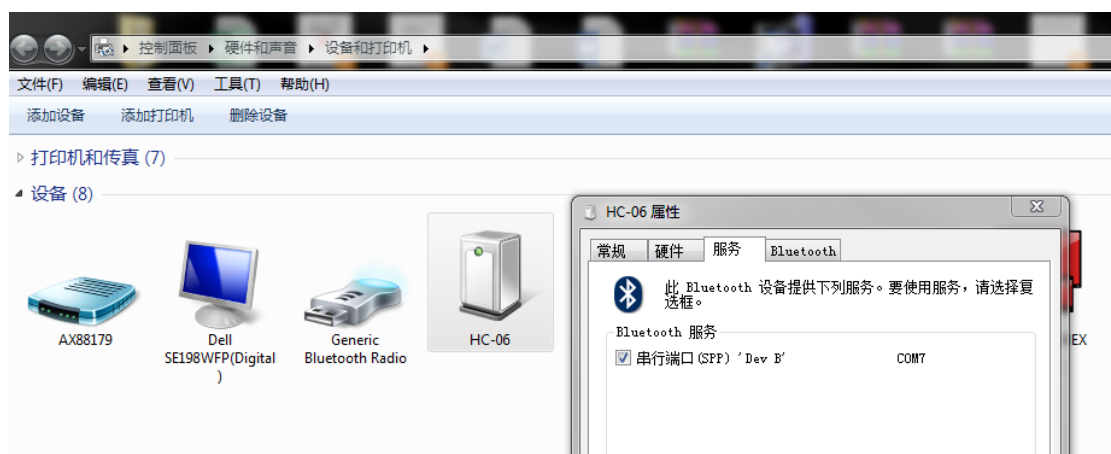 控制面板 ▸ 硬件和声音 ▸ 设备和打印机 ▸
文件(F) 编辑(E) 查看(V) 工具(T) 帮助(H)
添加设备 添加打印机 删除设备
打印机和传真 (7)
设备 (8)
AX88179
Dell
SE198WFP(Digital
)
Generic
Bluetooth Radio
HC-06
HC-06 属性
常规 硬件 服务 Bluetooth
此 Bluetooth 设备提供下列服务。要使用服务，请选择复
选框。
Bluetooth 服务
串行端口(SPP) 'Dev B' COM7
EX